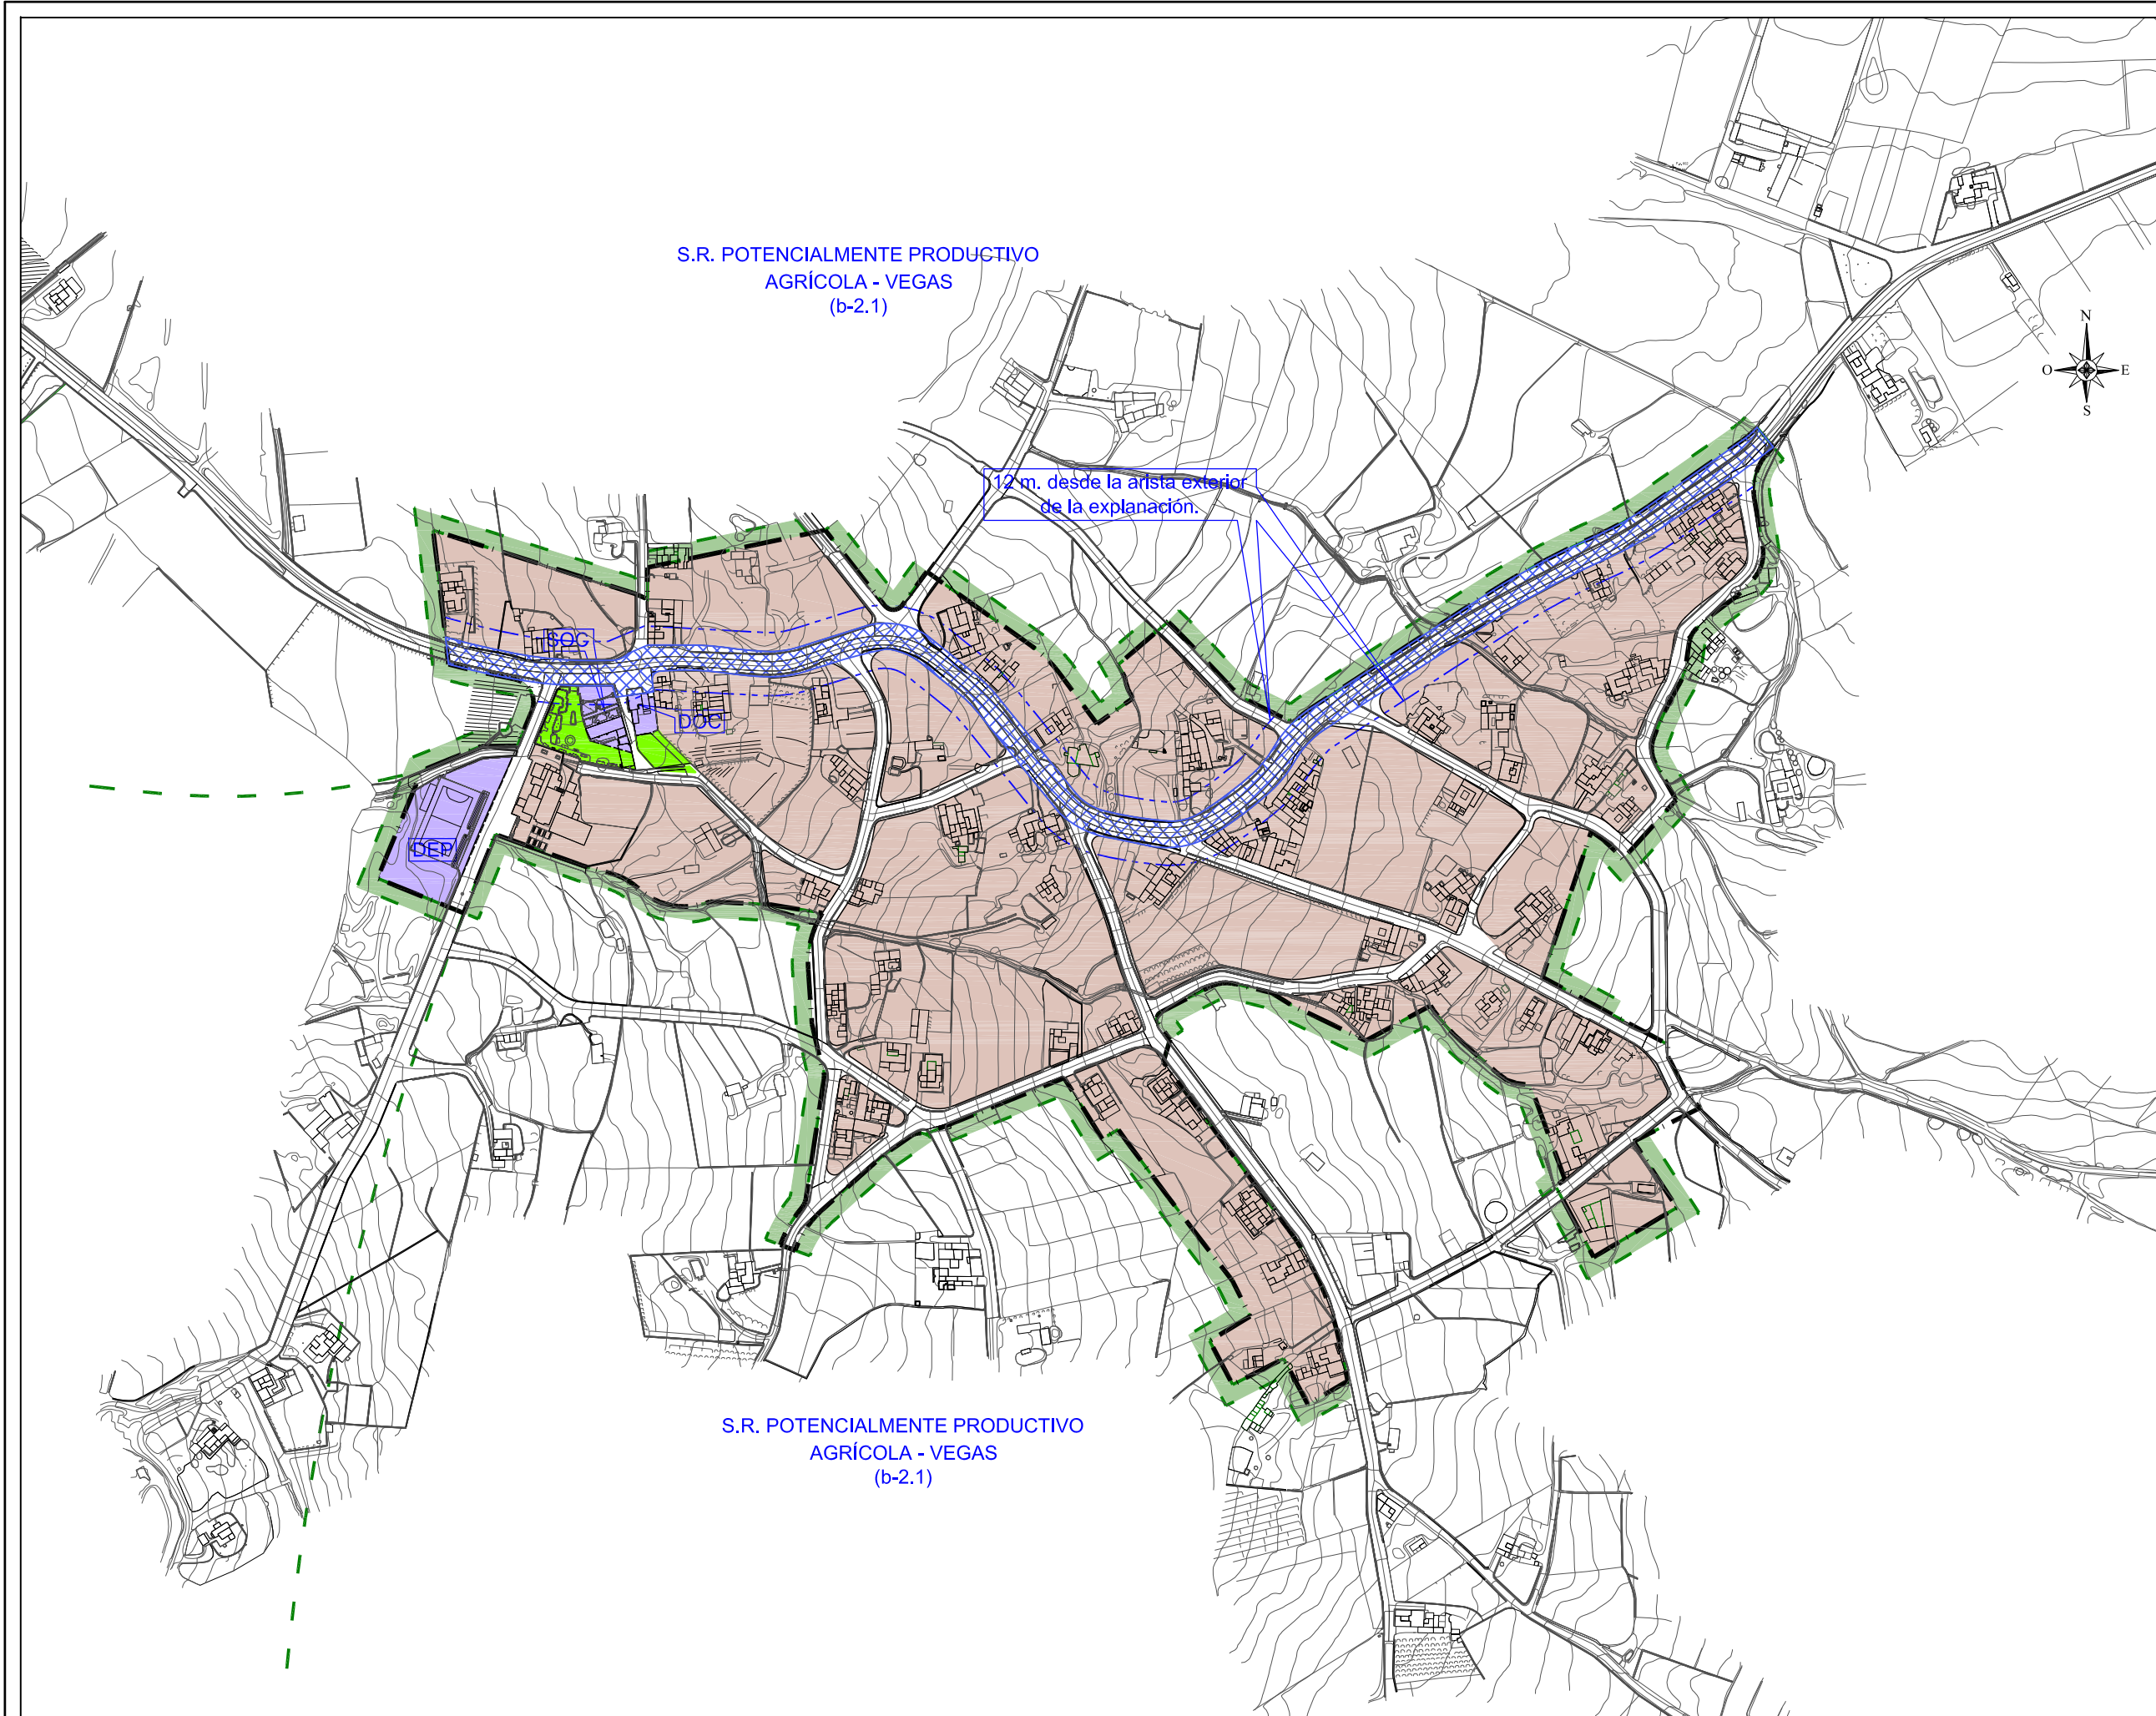 S.R. POTENCIALMENTE PRODUCTIVO
AGRÍCOLA - VEGAS
(b-2.1)
N
O
E
S
12 m. desde la arista exterior
de la explanación.
SOC
DOC
DEP
S.R. POTENCIALMENTE PRODUCTIVO
AGRÍCOLA - VEGAS
(b-2.1)